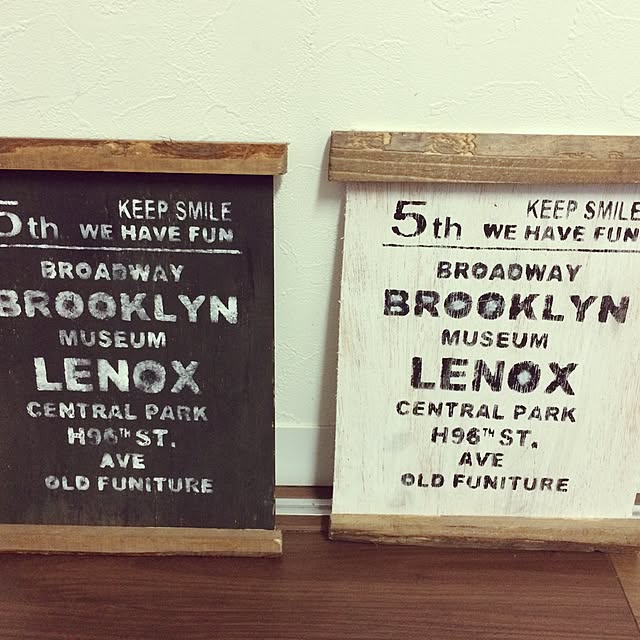 5th KEEP SMILE
WE HAVE FUN
BROADWAY
BROOKLYN
MUSEUM
LENOX
CENTRAL PARK
H96TH ST.
AVE
OLD FUNITURE
5th KEEP SMILE
WE HAVE FUN
BROADWAY
BROOKLYN
MUSEUM
LENOX
CENTRAL PARK
H96TH ST.
AVE
OLD FUNITURE